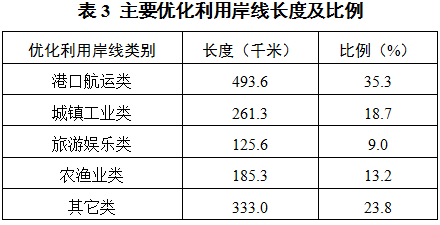 表 3 主要优化利用岸线长度及比例
优化利用岸线类别 长度（千米） 比例（%）
港口航运类 493.6 35.3
城镇工业类 261.3 18.7
旅游娱乐类 125.6 9.0
农渔业类 185.3 13.2
其它类 333.0 23.8